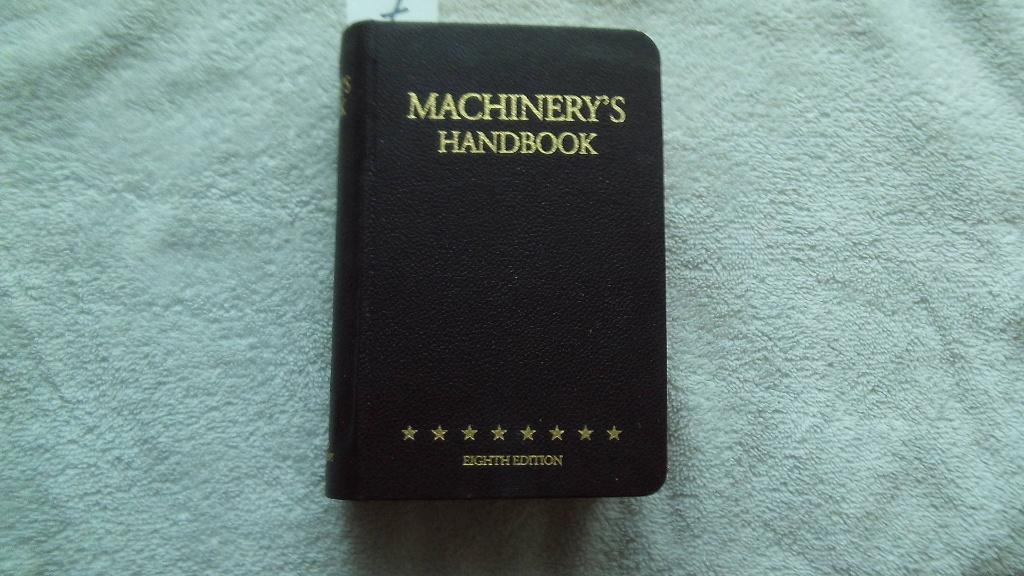 MACHINERY'S
HANDBOOK
★ ★ ★ ★ ★ ★ ★ ★
EIGHTH EDITION